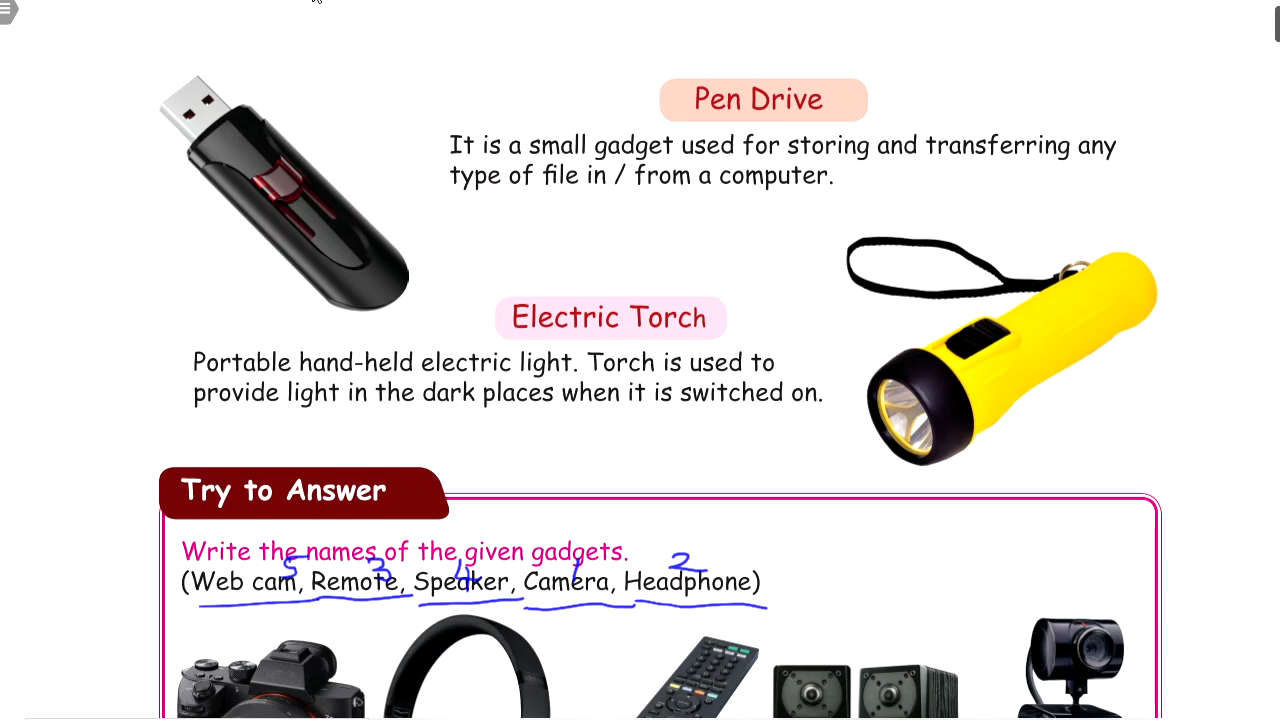 Pen Drive
It is a small gadget used for storing and transferring any
type of file in / from a computer.
Electric Torch
Portable hand-held electric light. Torch is used to
provide light in the dark places when it is switched on.
Try to Answer
Write the names of the given gadgets.
5 3 4 1 2
(Web cam, Remote, Speaker, Camera, Headphone)